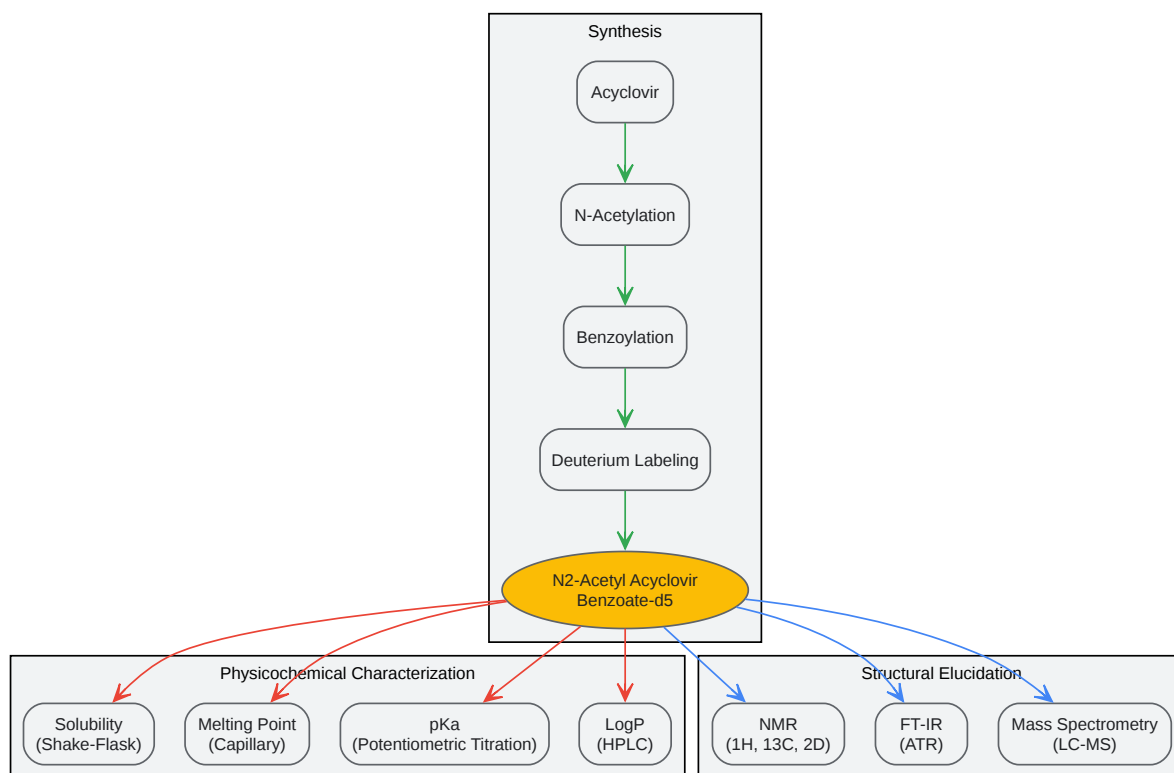 Synthesis
Acyclovir
N-Acetylation
Benzoylation
Deuterium Labeling
N2-Acetyl Acyclovir
Benzoate-d5
Physicochemical Characterization
Solubility
(Shake-Flask)
Melting Point
(Capillary)
pKa
(Potentiometric Titration)
LogP
(HPLC)
Structural Elucidation
NMR
(1H, 13C, 2D)
FT-IR
(ATR)
Mass Spectrometry
(LC-MS)